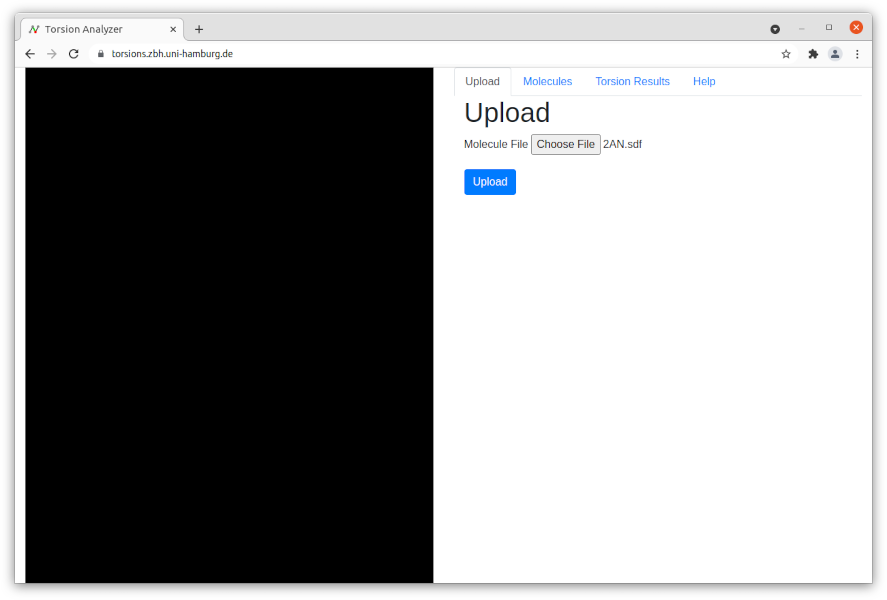 Torsion Analyzer
torsions.zbh.uni-hamburg.de
Upload Molecules Torsion Results Help
Upload
Molecule File Choose File 2AN.sdf
Upload